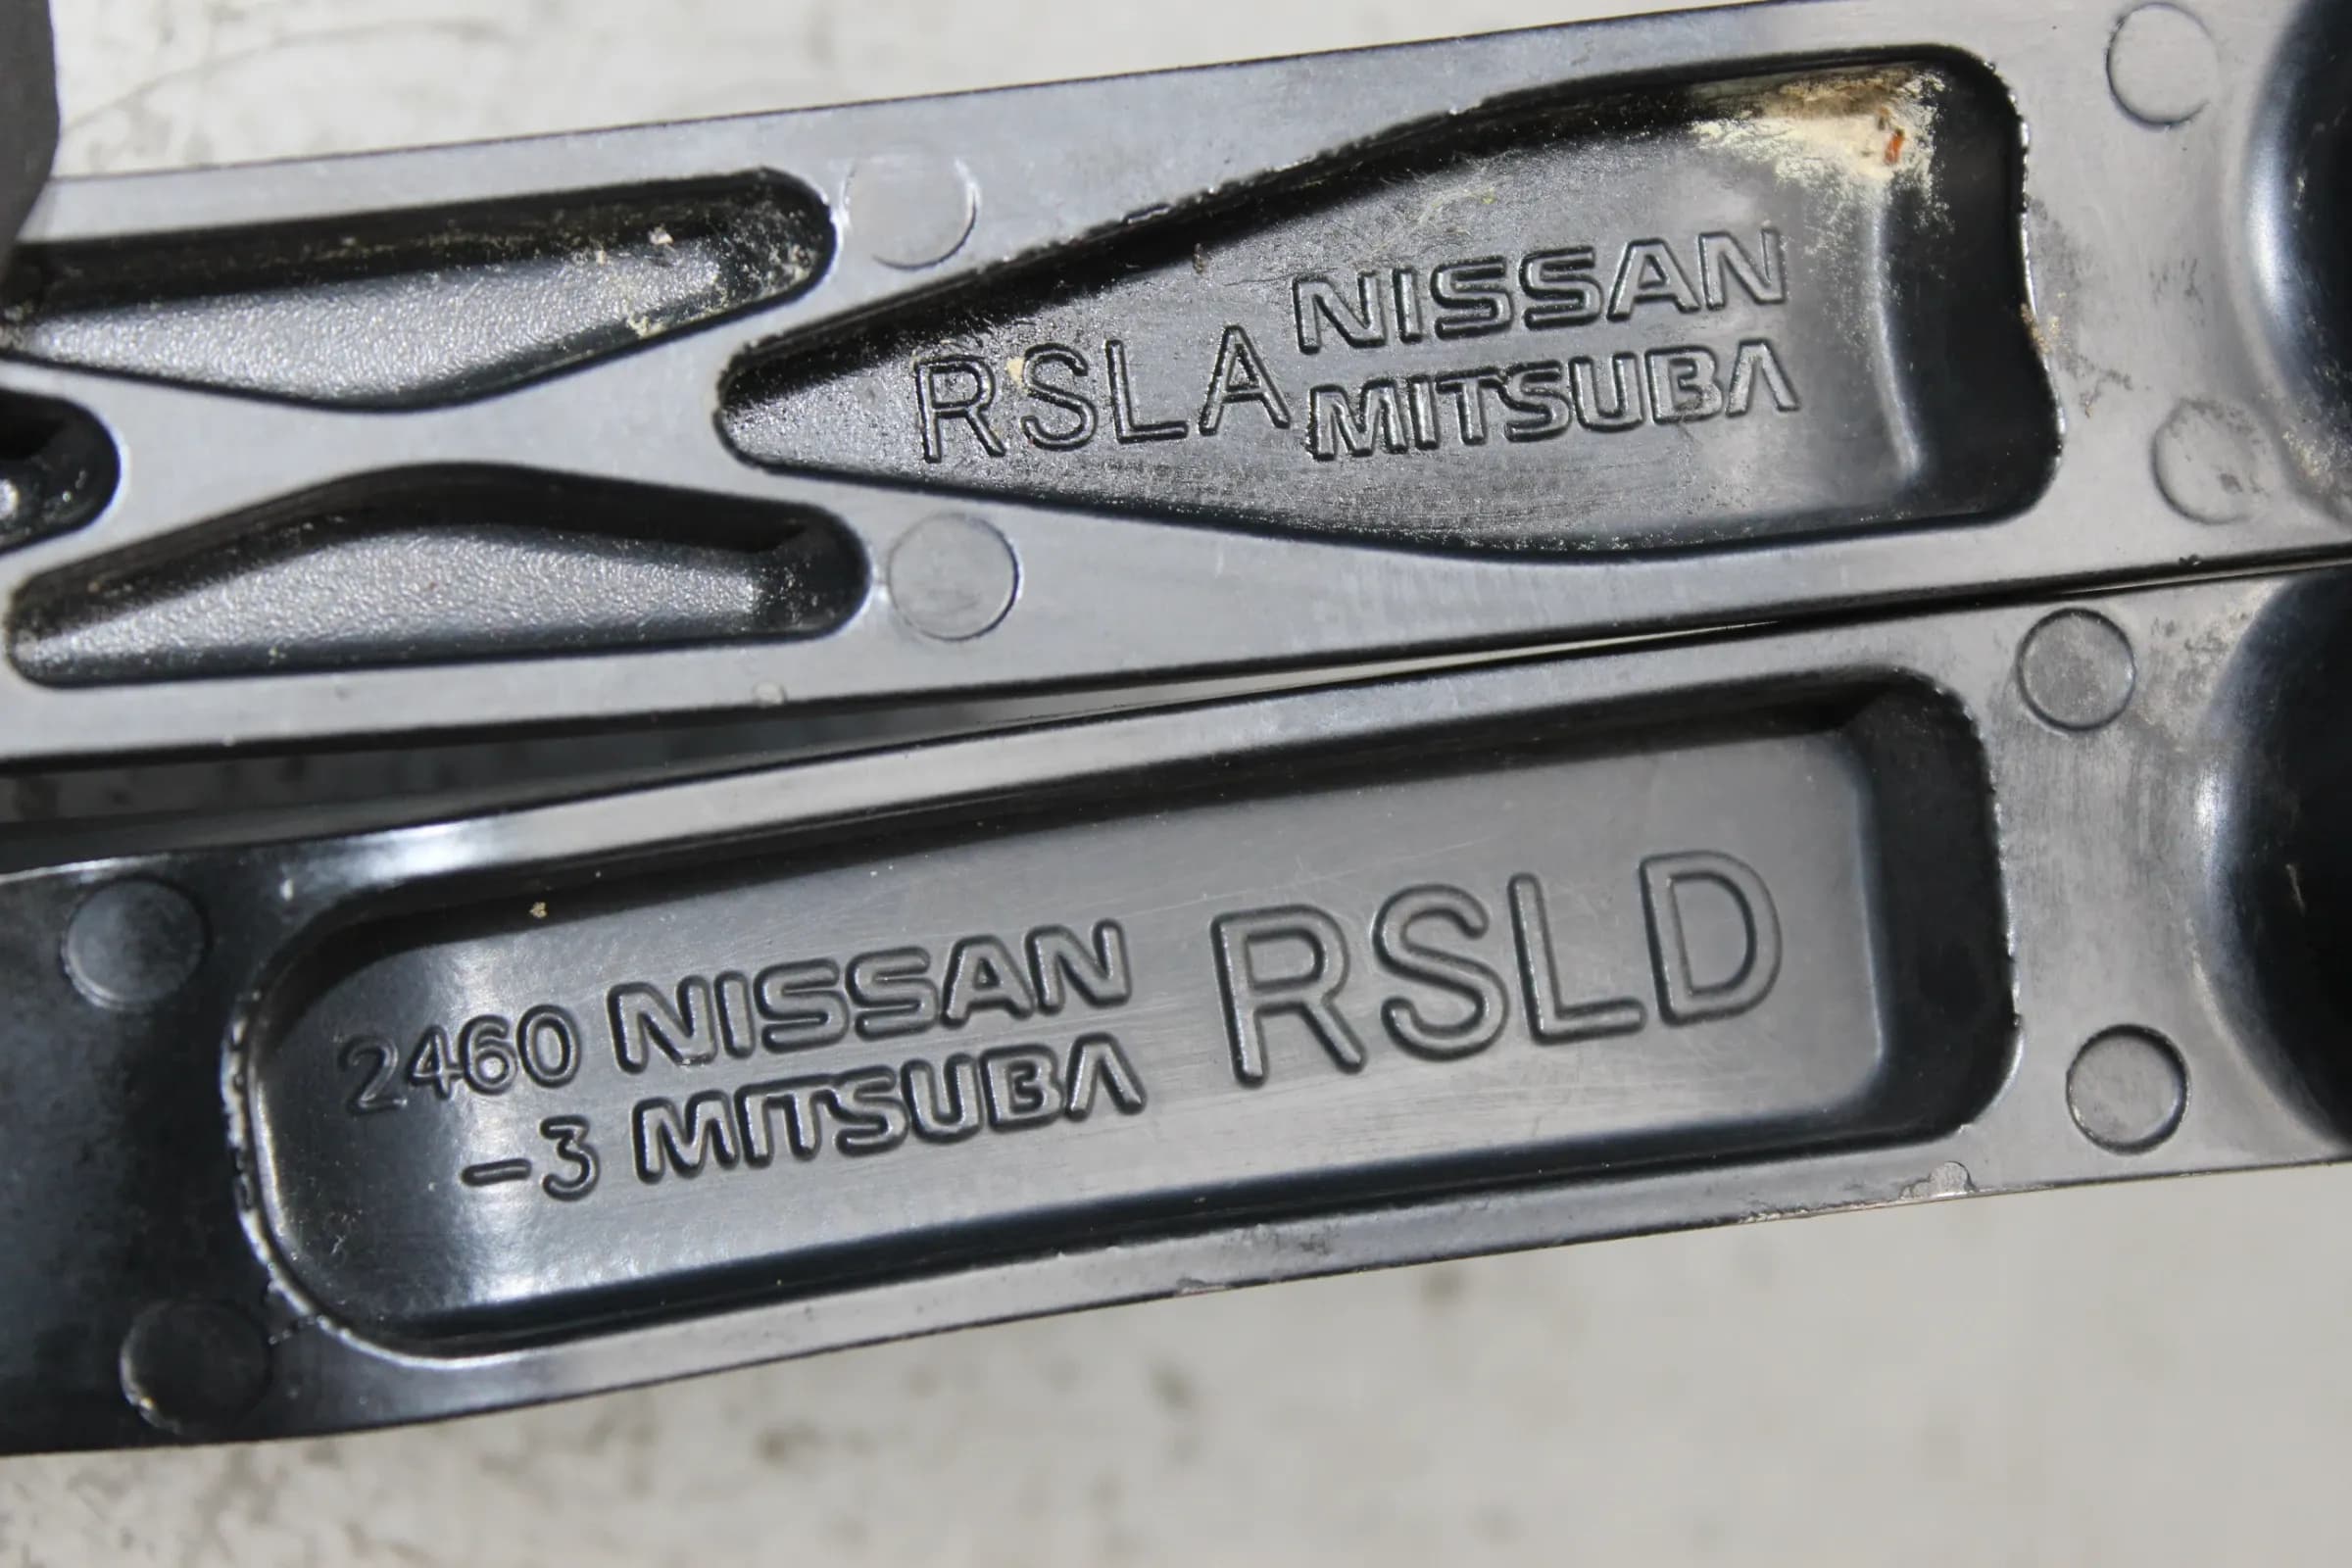 RSLA NISSAN
MITSUBA
2460 NISSAN RSLD
-3 MITSUBA